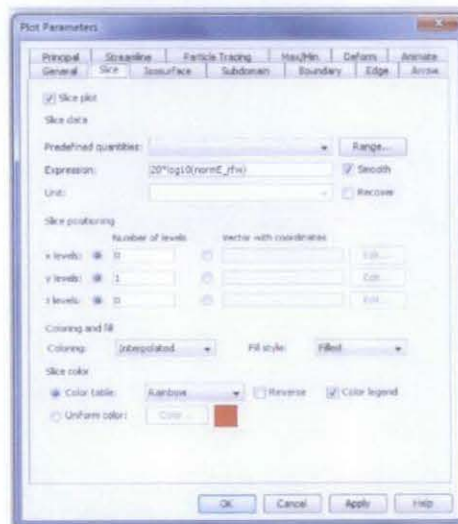 Plot Parameters
Principal Streamline Particle Tracing Max/Min Deform Animate
General Slice Isosurface Subdomain Boundary Edge Arrow
Slice plot
Slice data
Predefined quantities: Range...
Expression: 20*log10(normE_rfw) Smooth
Unit: Recover
Slice positioning
Number of levels Vector with coordinates
x levels: 0 Edit...
y levels: 1 Edit...
z levels: 0 Edit...
Coloring and fill
Coloring: Interpolated Fill style: Filled
Slice color
Color table: Rainbow Reverse Color legend
Uniform color: Color...
OK Cancel Apply Help